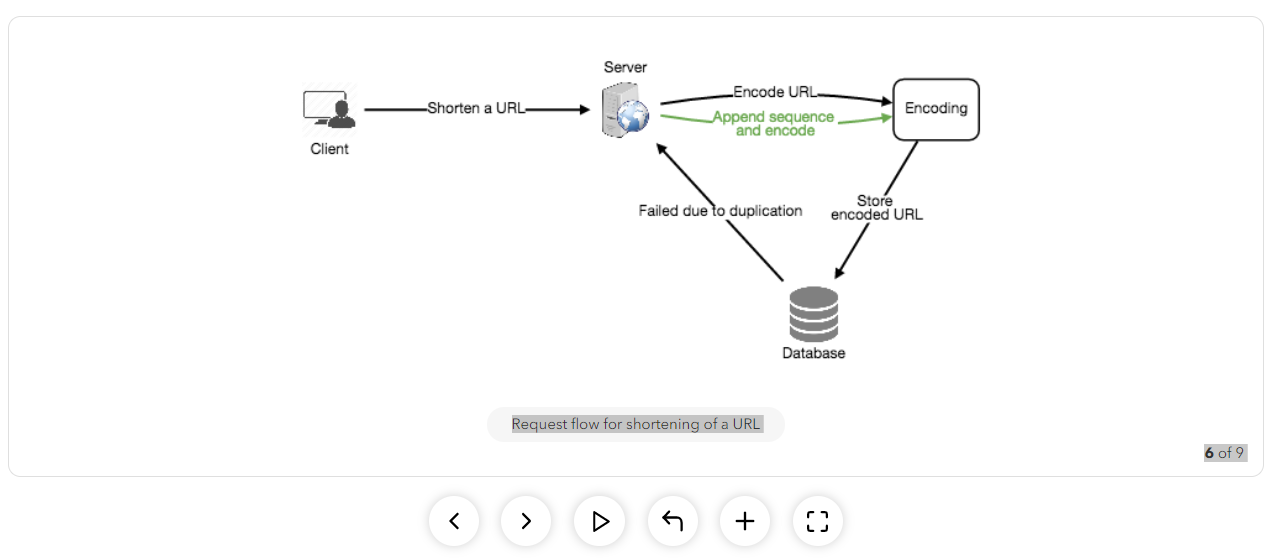 Server
Encode URL
Shorten a URL
Append sequence
and encode
Encoding
Client
Failed due to duplication
Store
encoded URL
Database
Request flow for shortening of a URL
6 of 9